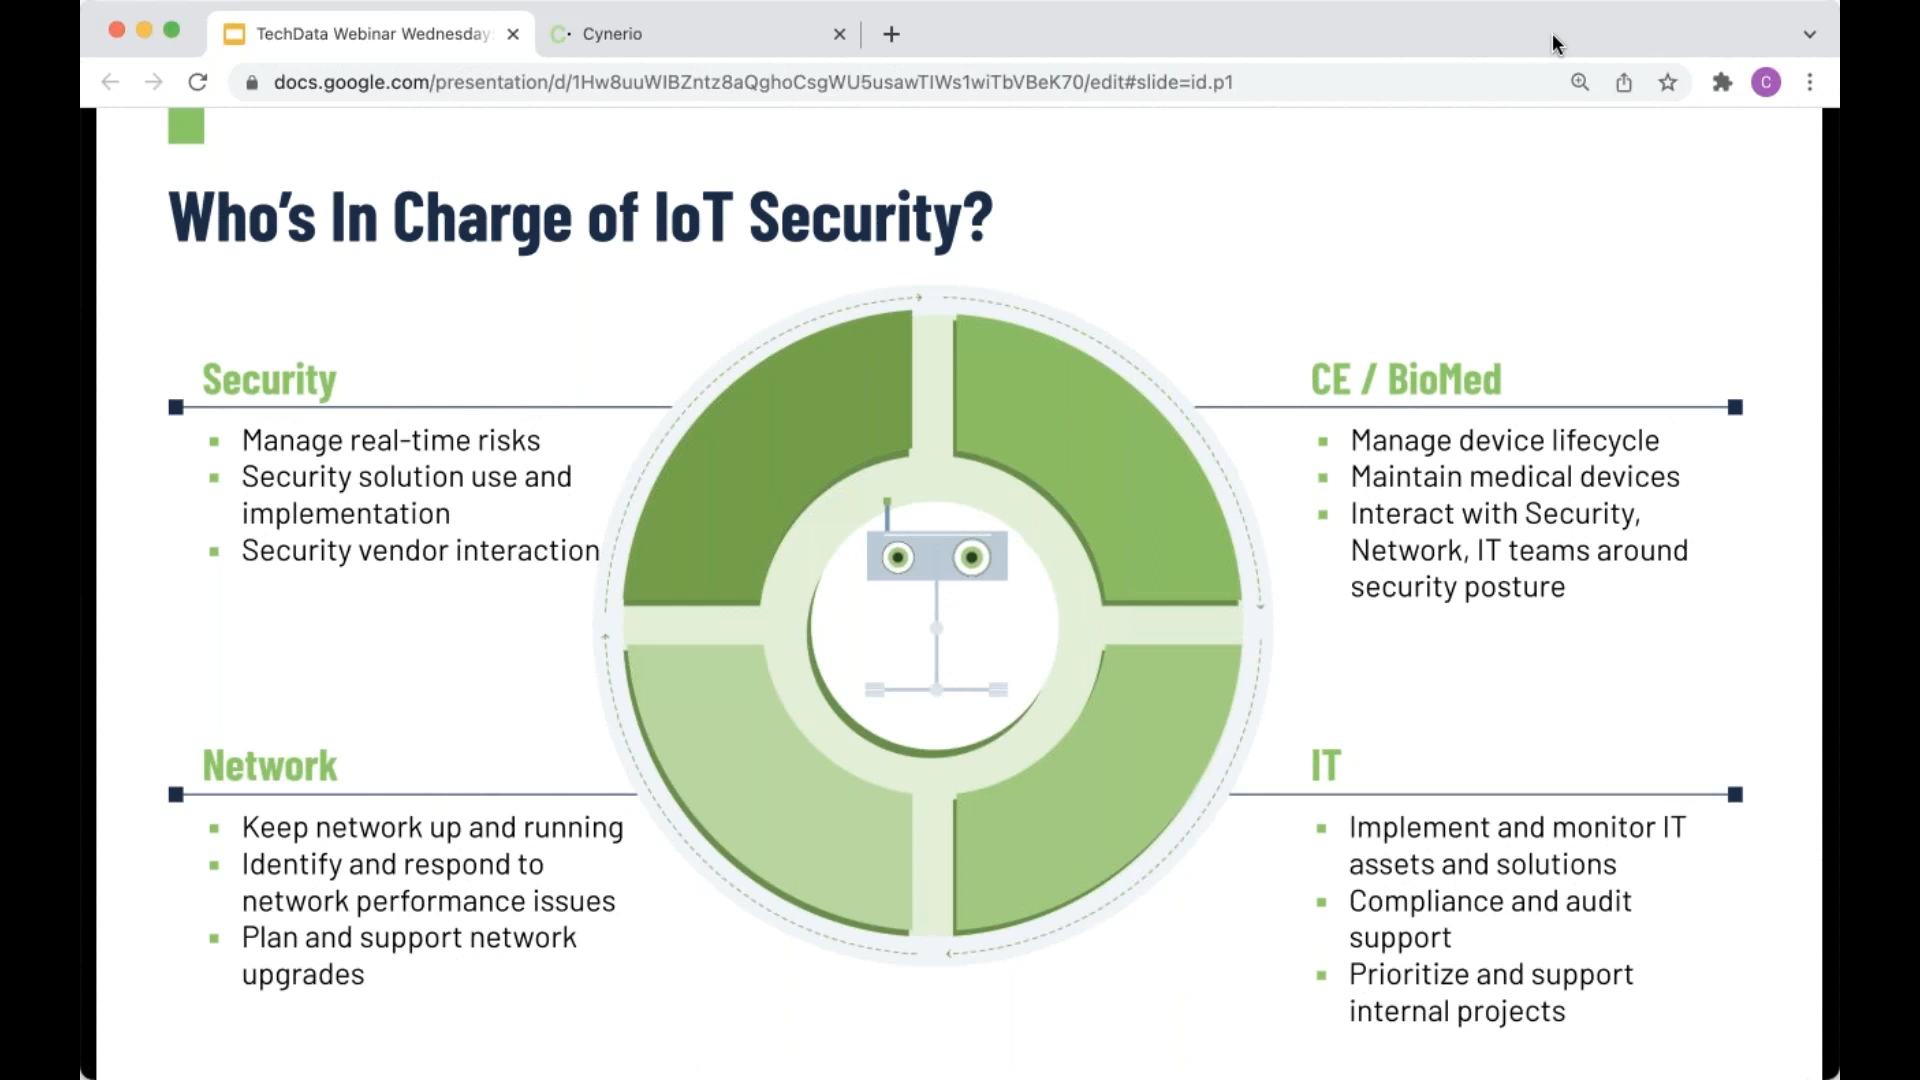 TechData Webinar Wednesday
Cynerio
docs.google.com/presentation/d/1Hw8uuWIBZntz8aQghoCsgWU5usawTIWs1wiTbVBeK70/edit#slide=id.p1
C
Who's In Charge of IoT Security?
Security
Manage real-time risks
Security solution use and
implementation
Security vendor interaction
CE / BioMed
Manage device lifecycle
Maintain medical devices
Interact with Security,
Network, IT teams around
security posture
Network
Keep network up and running
Identify and respond to
network performance issues
Plan and support network
upgrades
IT
Implement and monitor IT
assets and solutions
Compliance and audit
support
Prioritize and support
internal projects